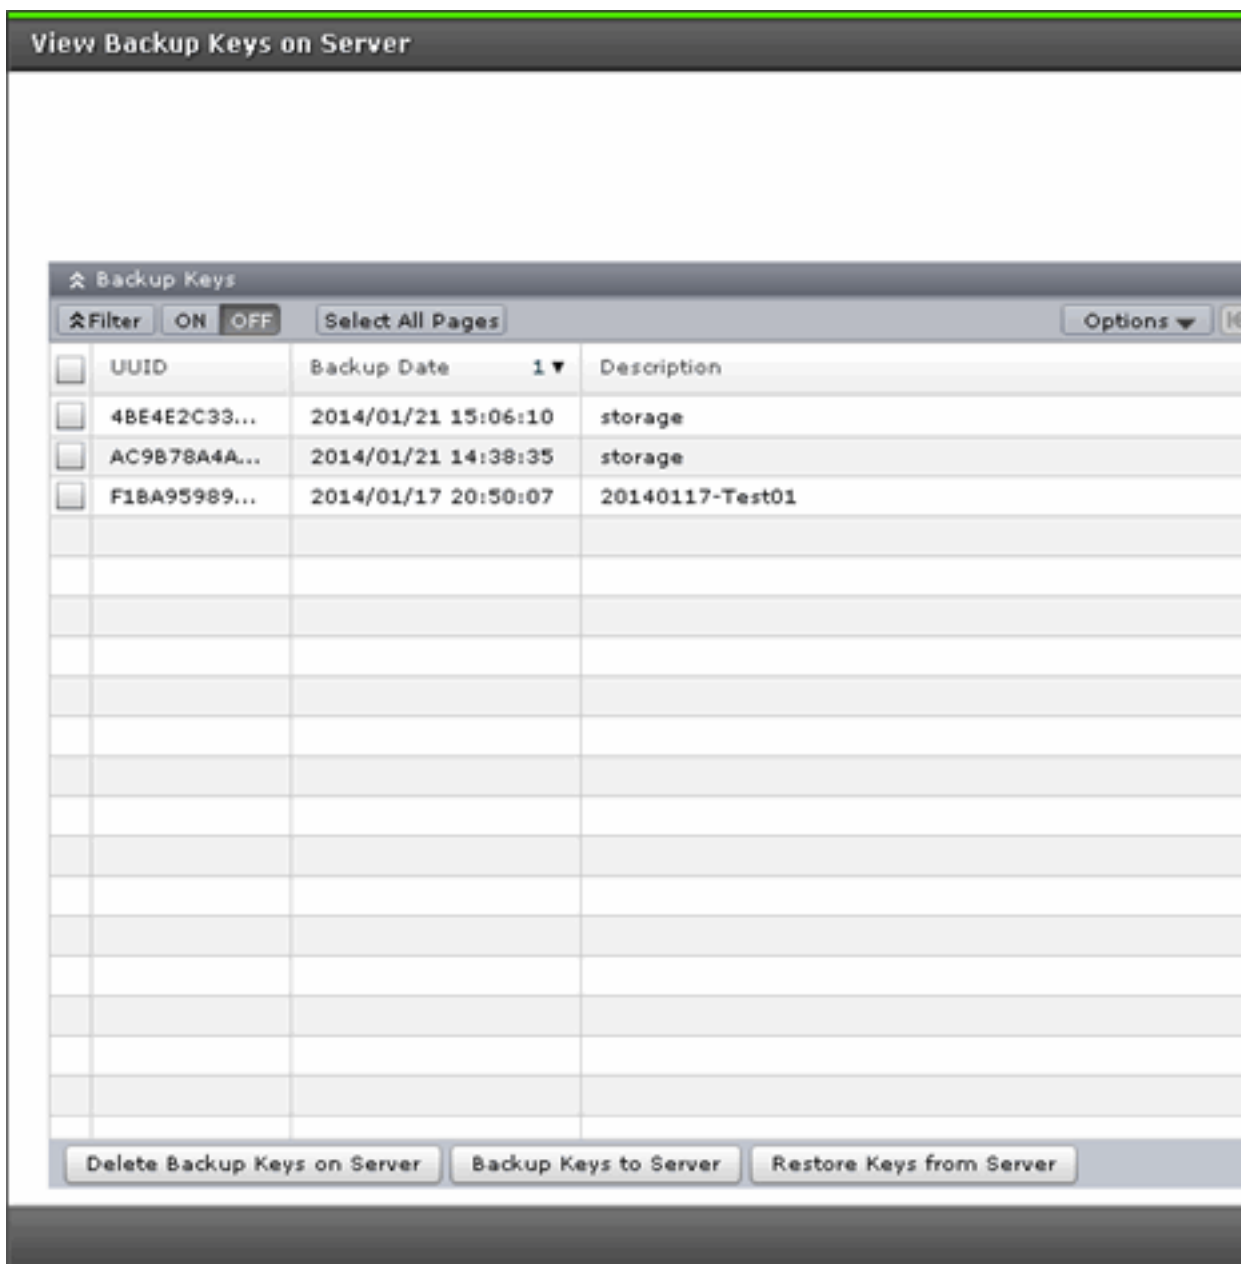 View Backup Keys on Server
Backup Keys
Filter ON OFF Select All Pages Options
UUID Backup Date 1 Description
4BE4E2C33... 2014/01/21 15:06:10 storage
AC9B78A4A... 2014/01/21 14:38:35 storage
F1BA95989... 2014/01/17 20:50:07 20140117-Test01
Delete Backup Keys on Server Backup Keys to Server Restore Keys from Server